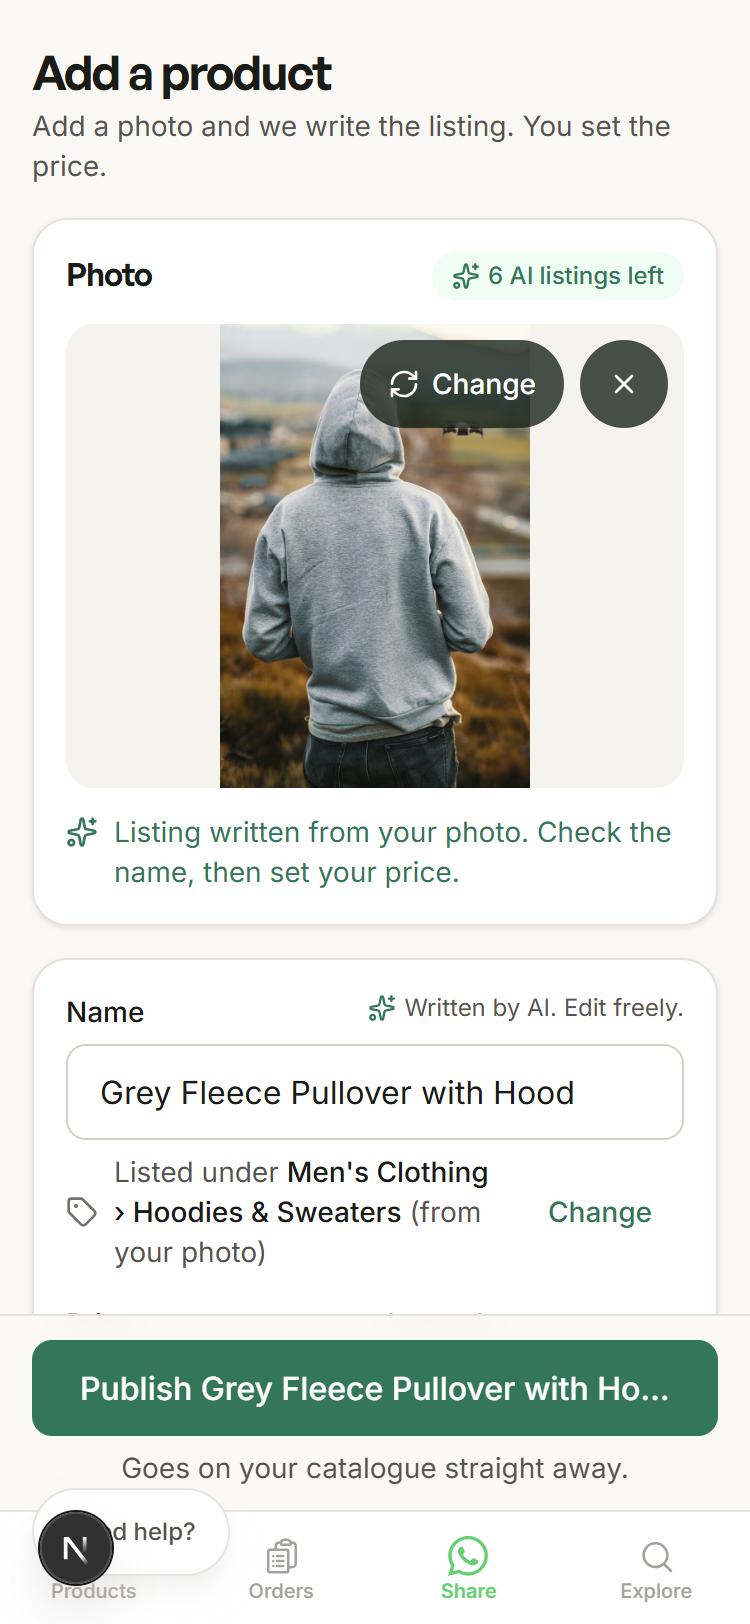 Add a product
Add a photo and we write the listing. You set the
price.
Photo
6 AI listings left
Change
Listing written from your photo. Check the
name, then set your price.
Name
Written by AI. Edit freely.
Grey Fleece Pullover with Hood
Listed under Men's Clothing
› Hoodies & Sweaters (from
your photo)
Change
Publish Grey Fleece Pullover with Ho...
Goes on your catalogue straight away.
help?
N
Products
Orders
Share
Explore